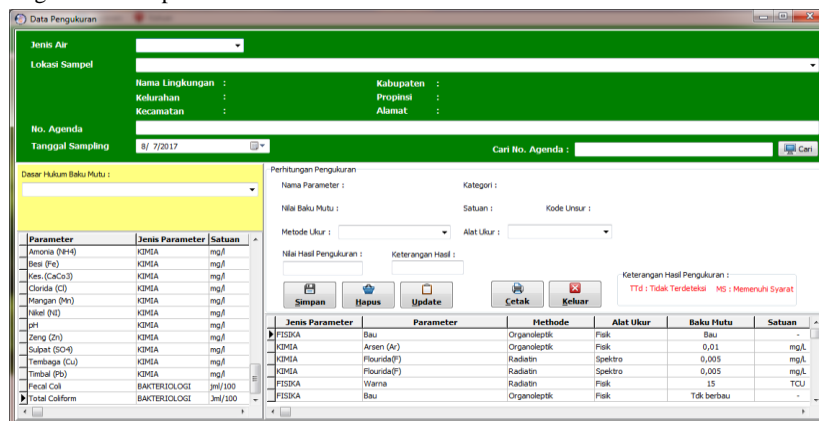 Data Pengukuran
Jenis Air
Lokasi Sampel
Nama Lingkungan : Kabupaten :
Kelurahan : Propinsi :
Kecamatan : Alamat :
No. Agenda
Tanggal Sampling 8/ 7/2017 Cari No. Agenda : Cari
Dasar Hukum Baku Mutu :
Parameter Jenis Parameter Satuan
Amonia (NH4) KIMIA mg/l
Besi (Fe) KIMIA mg/l
Kes.(CaCo3) KIMIA mg/l
Clorida (Cl) KIMIA mg/l
Mangan (Mn) KIMIA mg/l
Nikel (NI) KIMIA mg/l
pH KIMIA mg/l
Zeng (Zn) KIMIA mg/l
Sulpat (SO4) KIMIA mg/l
Tembaga (Cu) KIMIA mg/l
Timbal (Pb) KIMIA mg/l
Fecal Coli BAKTERIOLOGI jml/100
Total Coliform BAKTERIOLOGI Jml/100
Perhitungan Pengukuran
Nama Parameter : Kategori :
Nilai Baku Mutu : Satuan : Kode Unsur :
Metode Ukur : Alat Ukur :
Nilai Hasil Pengukuran : Keterangan Hasil :
Simpan Hapus Update Cetak Keluar
Keterangan Hasil Pengukuran :
TTd : Tidak Terdeteksi MS : Memenuhi Syarat
Jenis Parameter Parameter Methode Alat Ukur Baku Mutu Satuan
FISIKA Bau Organoleptik Fisik Bau -
KIMIA Arsen (Ar) Organoleptik Fisik 0,01 mg/L
KIMIA Flourida(F) Radiatin Spektro 0,005 mg/L
KIMIA Flourida(F) Radiatin Spektro 0,005 mg/L
FISIKA Warna Radiatin Fisik 15 TCU
FISIKA Bau Organoleptik Fisik Tdk berbau -